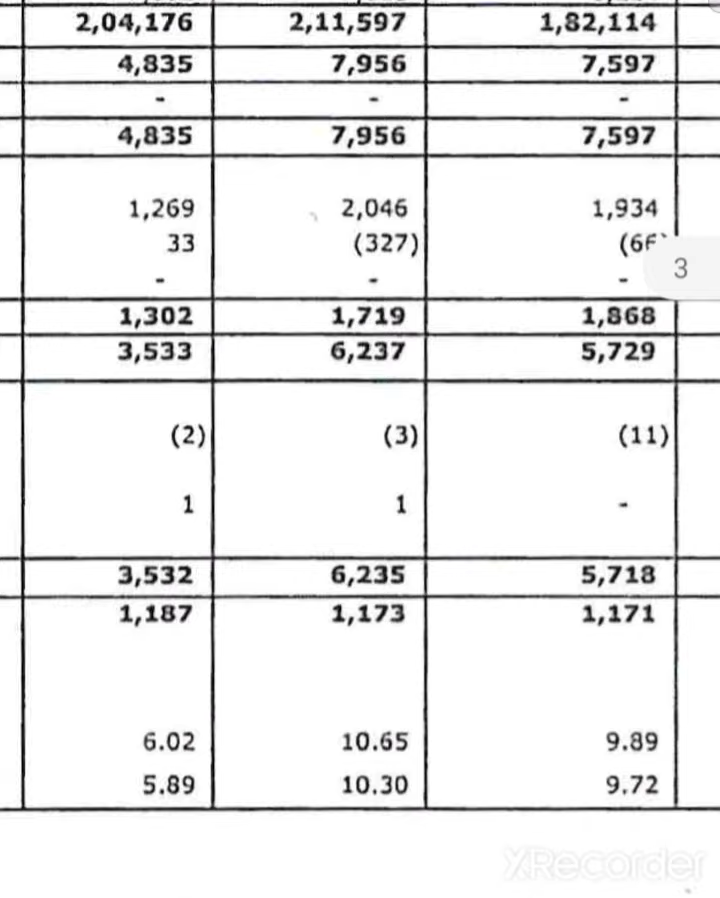 2,04,176 2,11,597 1,82,114
4,835 7,956 7,597
- - -
4,835 7,956 7,597
1,269 2,046 1,934
33 (327)
3
- - -
1,302 1,719 1,868
3,533 6,237 5,729
(2) (3) (11)
1 1 -
3,532 6,235 5,718
1,187 1,173 1,171
6.02 10.65 9.89
5.89 10.30 9.72
XRecorder